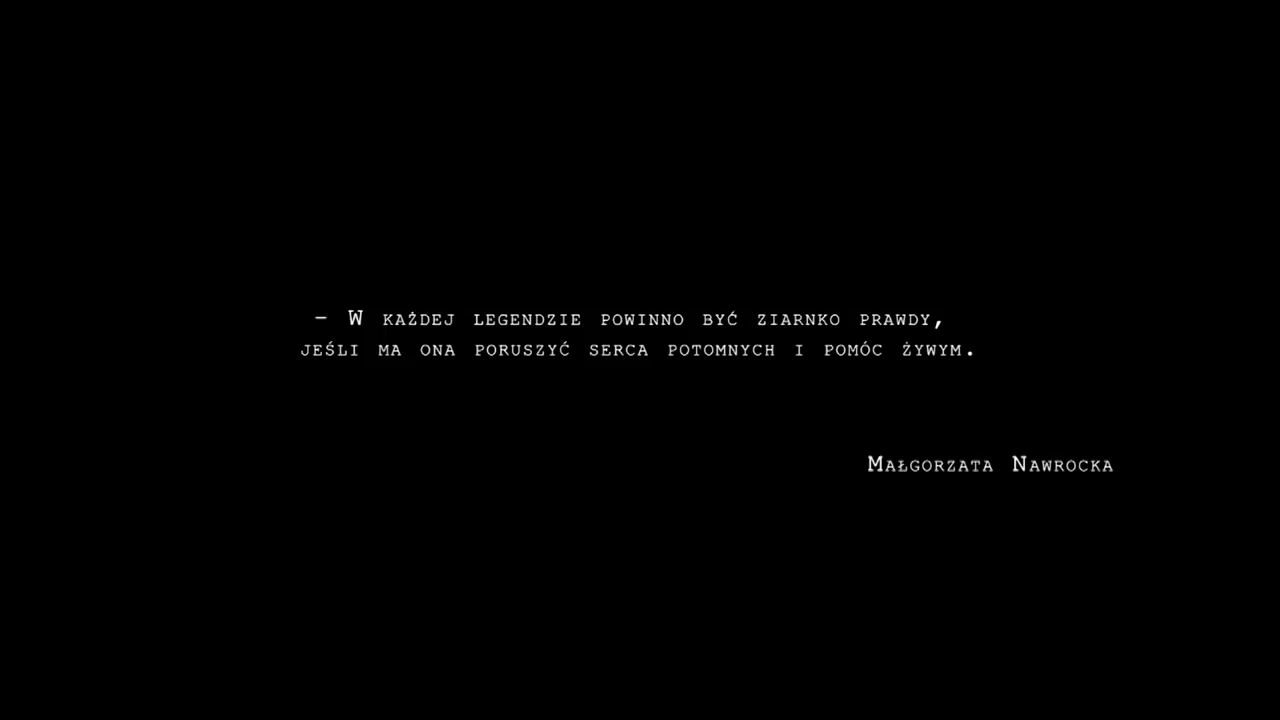 – W każdej legendzie powinno być ziarnko prawdy,
jeśli ma ona poruszyć serca potomnych i pomóc żywym.
Małgorzata Nawrocka